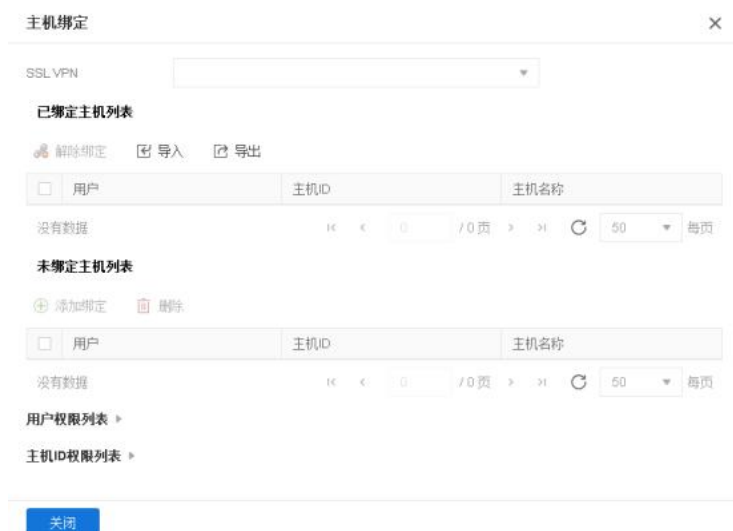 主机绑定
SSL VPN
已绑定主机列表
解除绑定 导入 导出
用户 主机ID 主机名称
没有数据 0 / 0 页 50 每页
未绑定主机列表
添加绑定 删除
用户 主机ID 主机名称
没有数据 0 / 0 页 50 每页
用户权限列表
主机ID权限列表
关闭